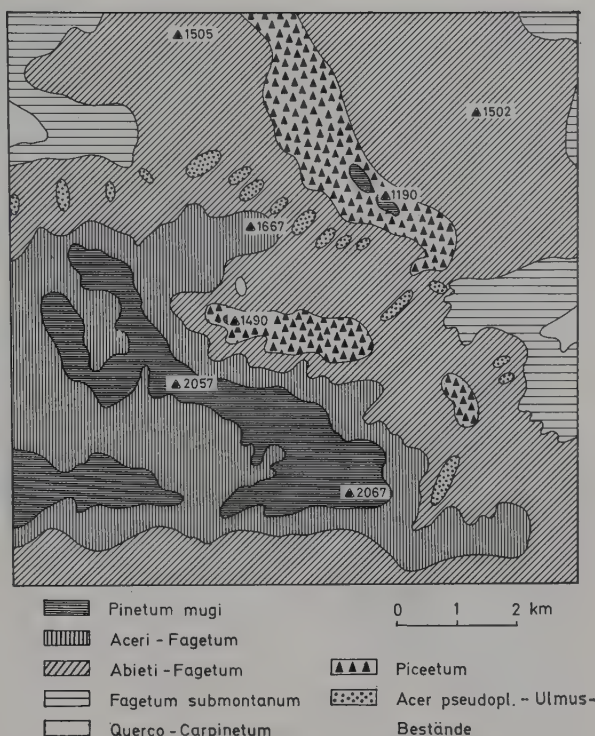 1505
1502
1190
1667
1490
2057
2067
Pinetum mugi
Aceri - Fagetum
Abieti - Fagetum
Fagetum submontanum
Querco - Carpinetum
0 1 2 km
Piceetum
Acer pseudopl. - Ulmus-
Bestände